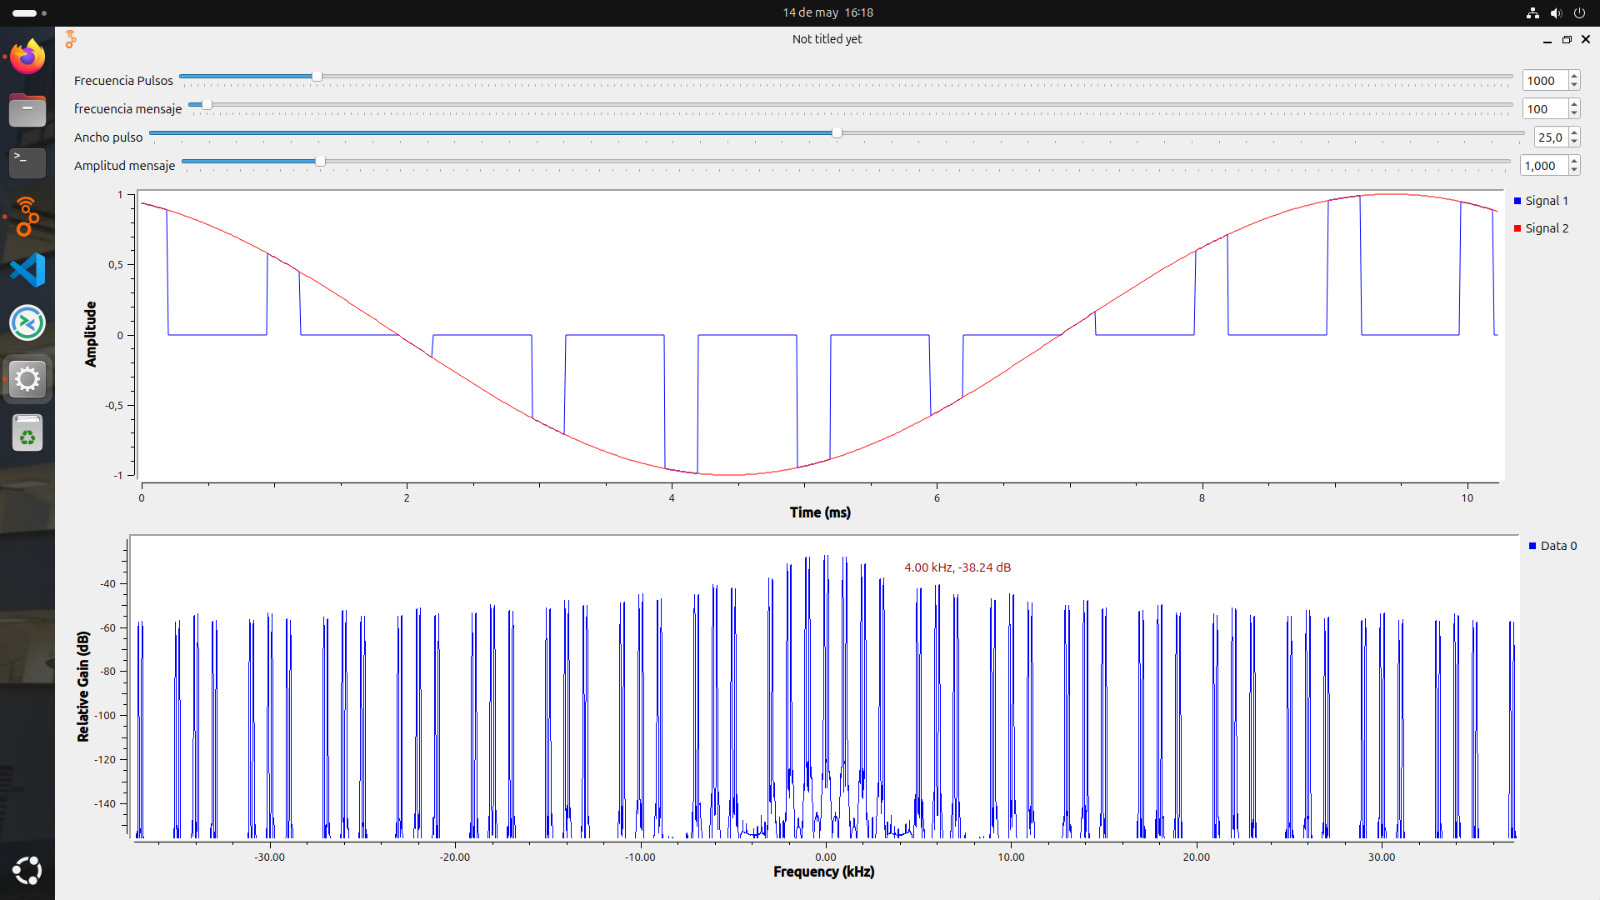 14 de may 16:18
Not titled yet
Frecuencia Pulsos 1000
frecuencia mensaje 100
Ancho pulso 25,0
Amplitud mensaje 1,000
1
0,5
0
-0,5
-1
Amplitude
0 2 4 6 8 10
Time (ms)
Signal 1
Signal 2
4.00 kHz, -38.24 dB
Data 0
-40
-60
-80
-100
-120
-140
Relative Gain (dB)
-30.00 -20.00 -10.00 0.00 10.00 20.00 30.00
Frequency (kHz)